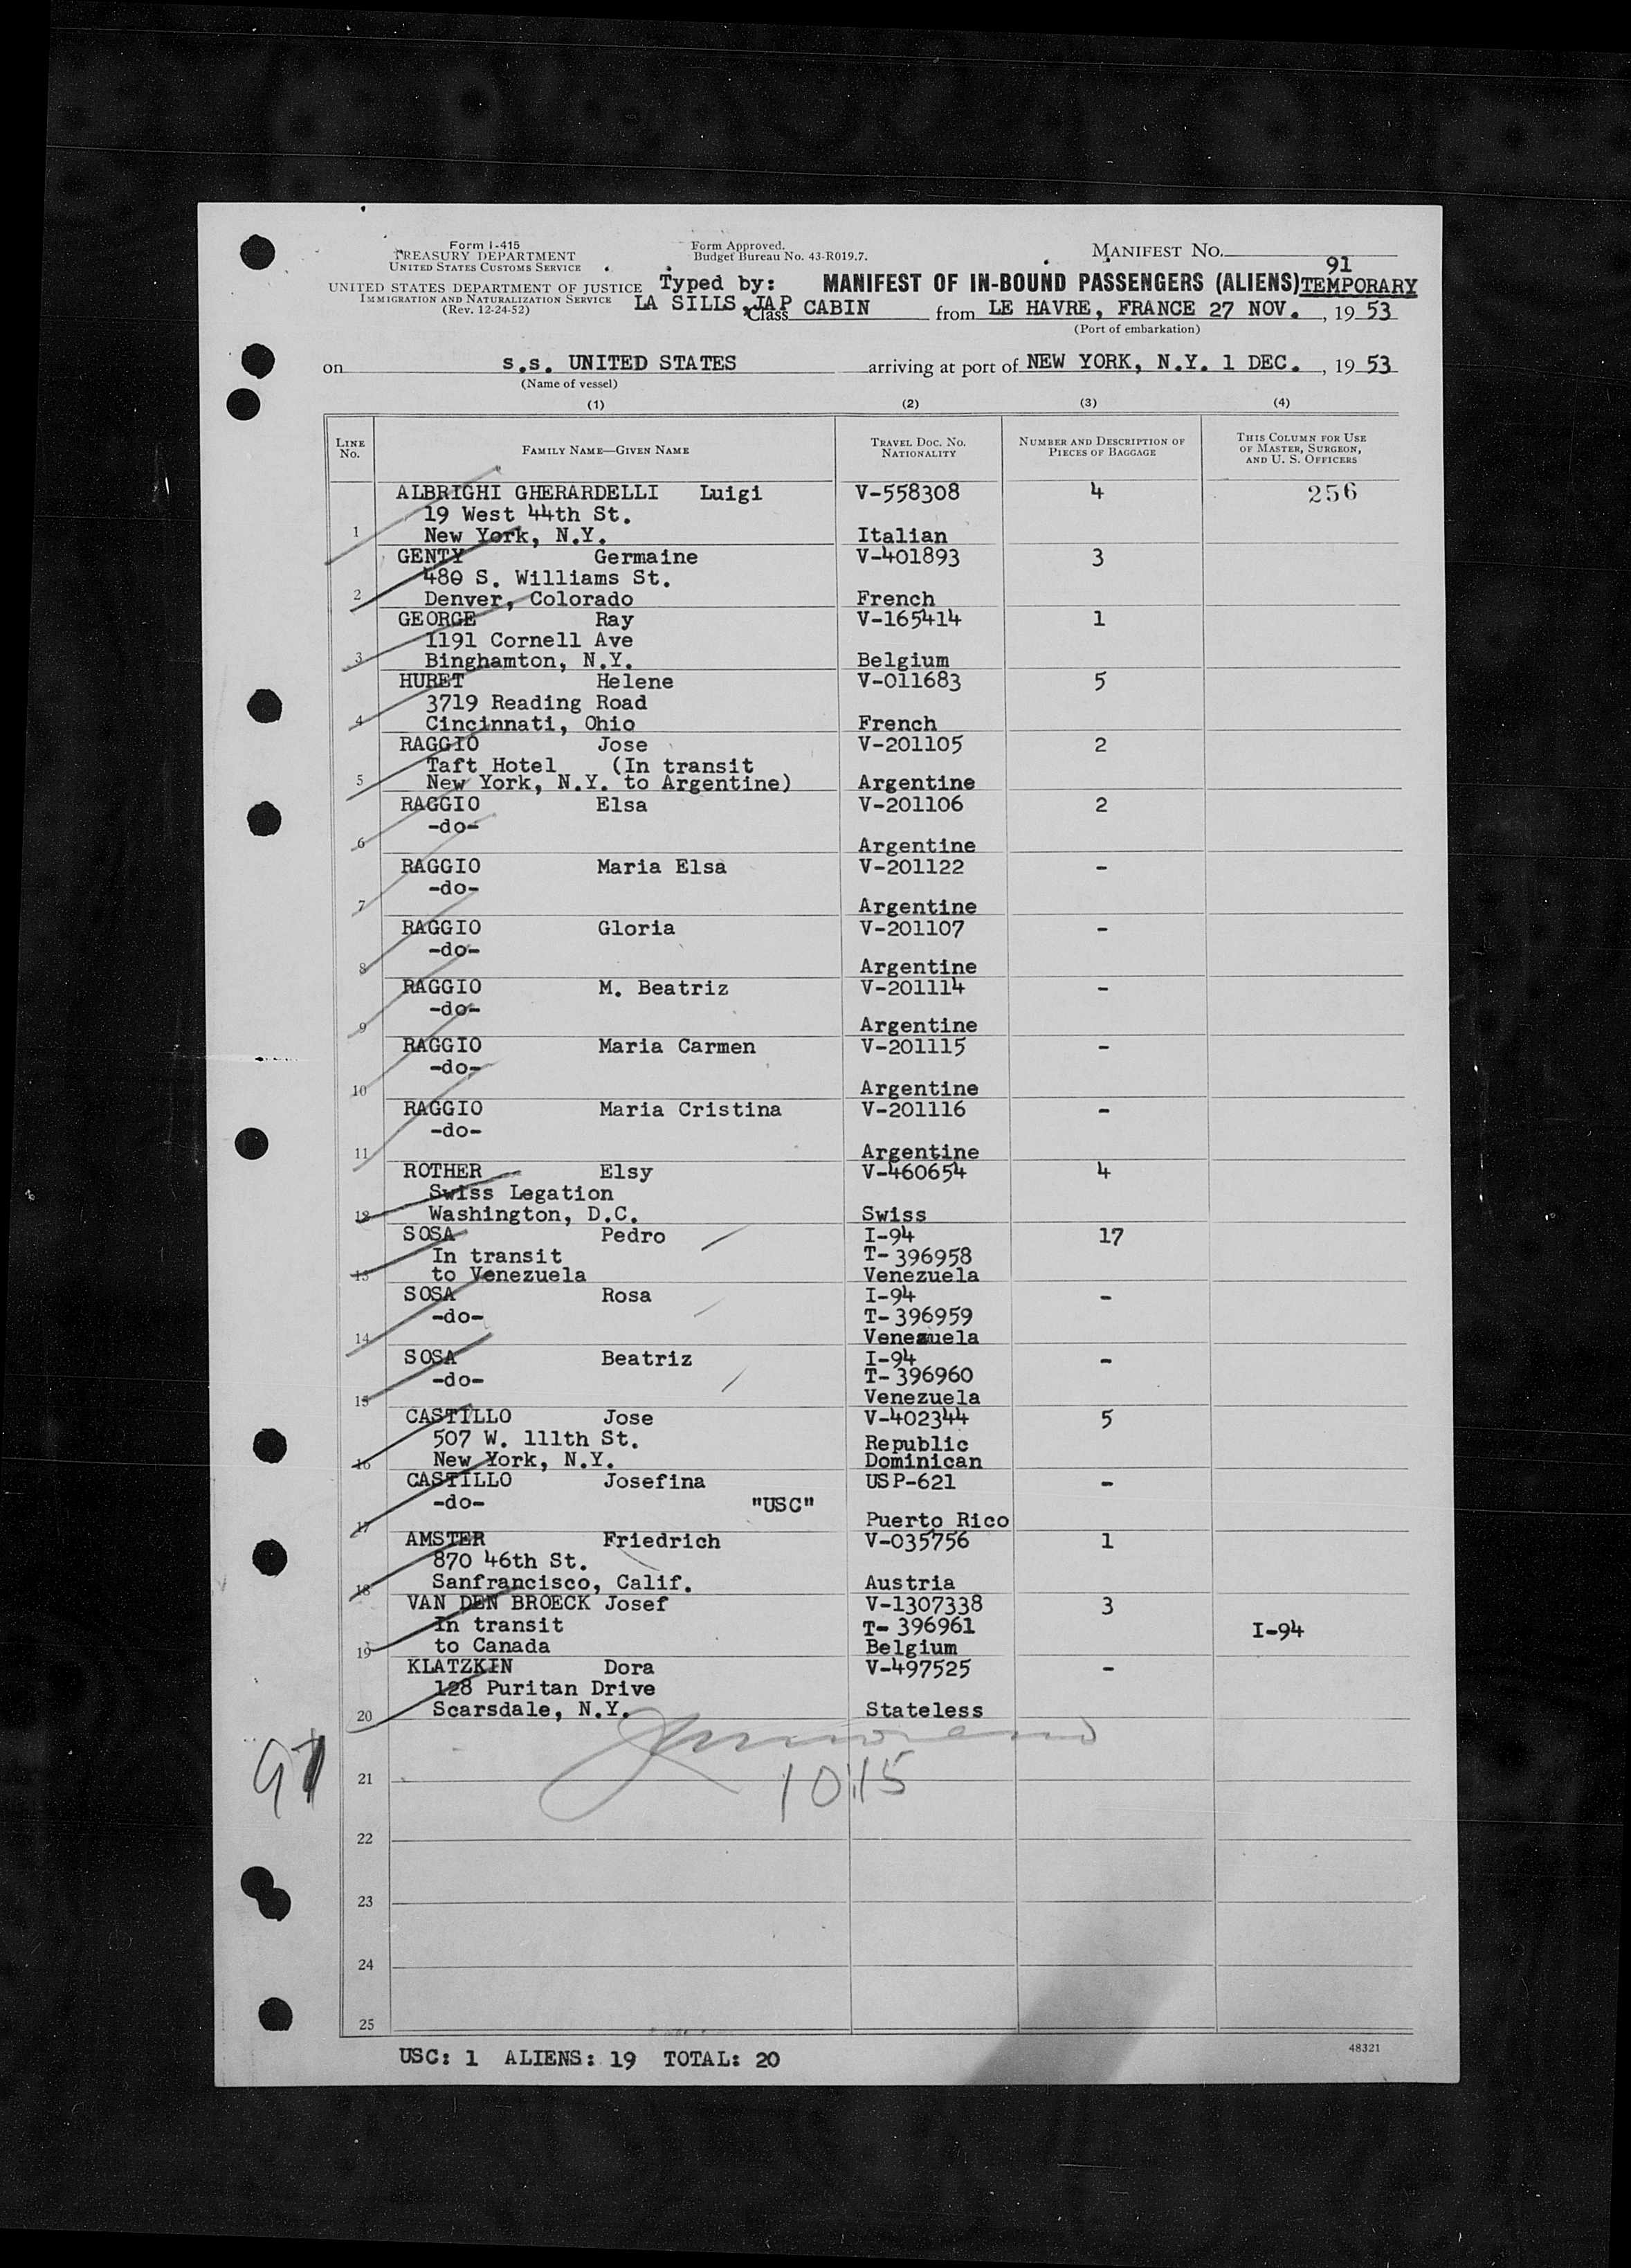 Form I-415
TREASURY DEPARTMENT
UNITED STATES CUSTOMS SERVICE
UNITED STATES DEPARTMENT OF JUSTICE
IMMIGRATION AND NATURALIZATION SERVICE
(Rev. 12-24-52)
Form Approved.
Budget Bureau No. 43-R019.7.
MANIFEST NO.
91
Typed by: MANIFEST OF IN-BOUND PASSENGERS (ALIENS) TEMPORARY
LA SILLS, JAP Class CABIN from LE HAVRE, FRANCE 27 NOV., 19 53
(Port of embarkation)
on s.s. UNITED STATES arriving at port of NEW YORK, N.Y. 1 DEC., 19 53
(Name of vessel)
(1) (2) (3) (4)
LINE NO. FAMILY NAME—GIVEN NAME TRAVEL DOC. NO. NATIONALITY NUMBER AND DESCRIPTION OF PIECES OF BAGGAGE THIS COLUMN FOR USE OF MASTER, SURGEON, AND U. S. OFFICERS
ALBRIGHI GHERARDELLI Luigi V-558308 4 256
19 West 44th St.
1 New York, N.Y. Italian
GENTY Germaine V-401893 3
480 S. Williams St.
2 Denver, Colorado French
GEORGE Ray V-165414 1
1191 Cornell Ave
3 Binghamton, N.Y. Belgium
HURET Helene V-011683 5
3719 Reading Road
4 Cincinnati, Ohio French
RAGGIO Jose V-201105 2
Taft Hotel (In transit
5 New York, N.Y. to Argentine) Argentine
RAGGIO Elsa V-201106 2
-do-
6 Argentine
RAGGIO Maria Elsa V-201122 -
-do-
7 Argentine
RAGGIO Gloria V-201107 -
-do-
8 Argentine
RAGGIO M. Beatriz V-201114 -
-do-
9 Argentine
RAGGIO Maria Carmen V-201115 -
-do-
10 Argentine
RAGGIO Maria Cristina V-201116 -
-do-
11 Argentine
ROTHER Elsy V-460654 4
Swiss Legation
12 Washington, D.C. Swiss
SOSA Pedro I-94 17
In transit T-396958
13 to Venezuela Venezuela
SOSA Rosa I-94 -
-do- T-396959
14 Venezuela
SOSA Beatriz I-94 -
-do- T-396960
15 Venezuela
CASTILLO Jose V-402344 5
507 W. 111th St. Republic
16 New York, N.Y. Dominican
CASTILLO Josefina USP-621 -
-do- "USC"
17 Puerto Rico
AMSTER Friedrich V-035756 1
870 46th St.
18 Sanfrancisco, Calif. Austria
VAN DEN BROECK Josef V-1307338 3
In transit T-396961 I-94
19 to Canada Belgium
KLATZKIN Dora V-497525 -
128 Puritan Drive
20 Scarsdale, N.Y. Stateless
91
21 1015
22
23
24
25
USC: 1 ALIENS: 19 TOTAL: 20
48321